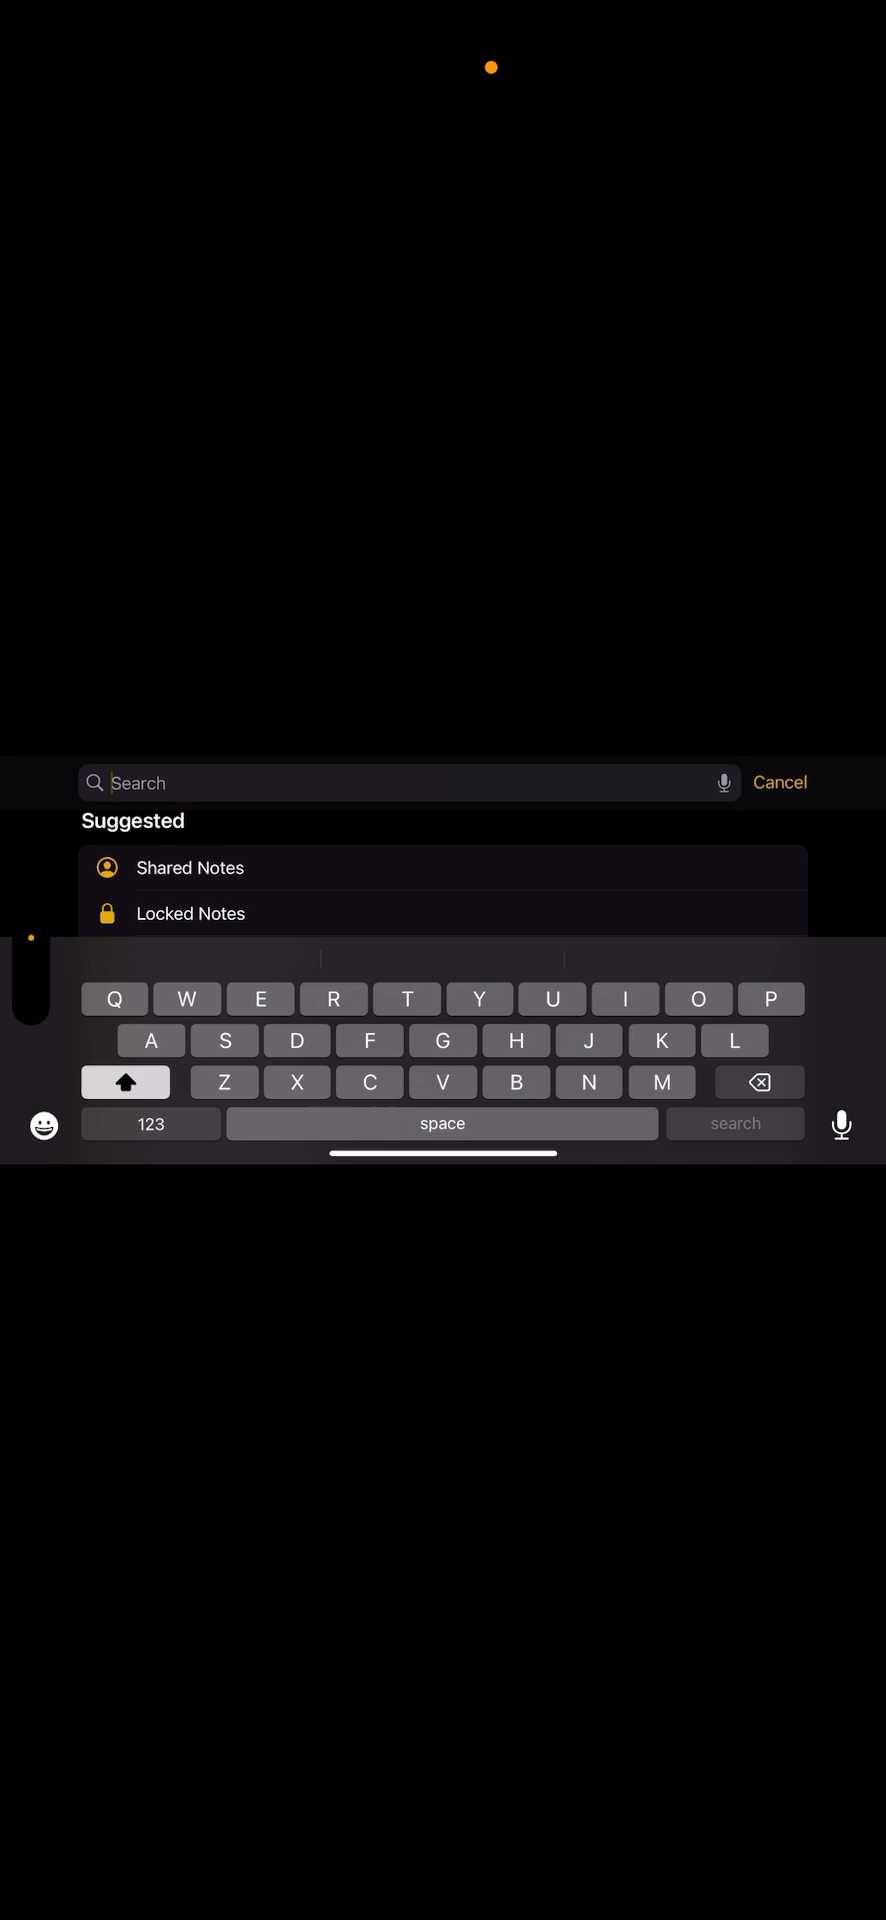 Search
Cancel
Suggested
Shared Notes
Locked Notes
Q W E R T Y U I O P
A S D F G H J K L
Z X C V B N M
123 space search